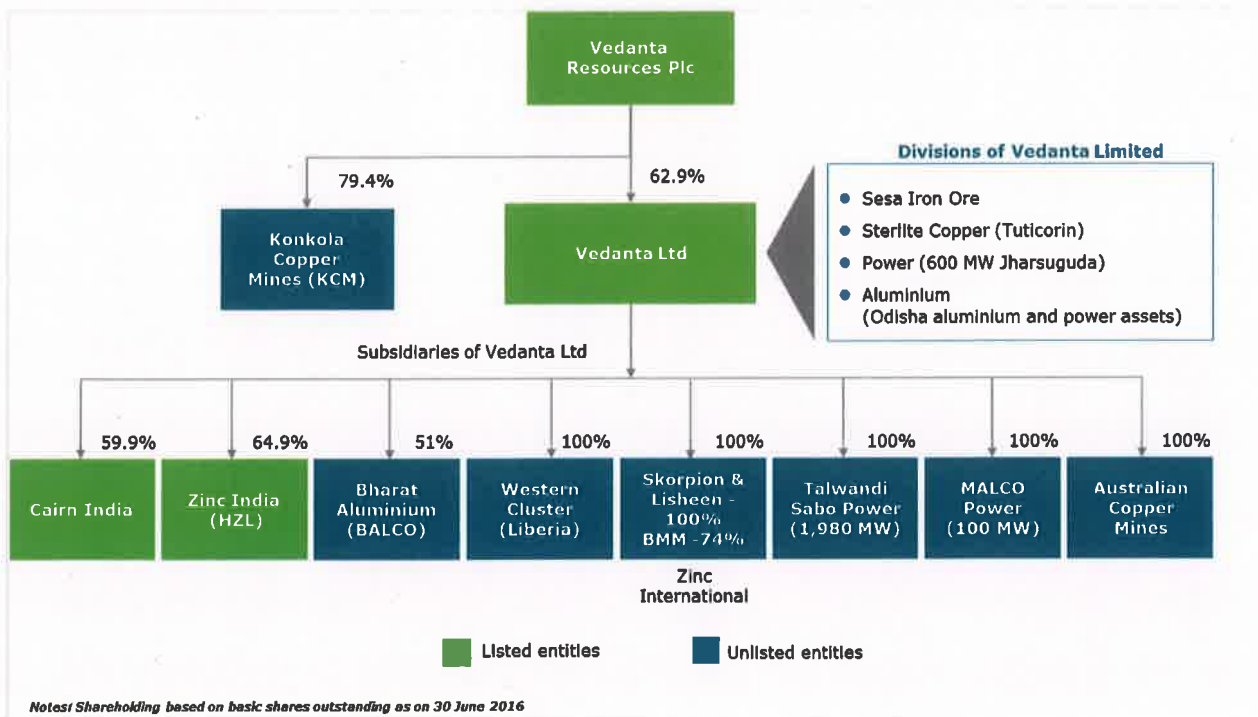 Vedanta
Resources Plc
Divisions of Vedanta Limited
79.4%
62.9%
Sesa Iron Ore
Sterlite Copper (Tuticorin)
Power (600 MW Jharsuguda)
Aluminium
(Odisha aluminium and power assets)
Konkola
Copper
Mines (KCM)
Vedanta Ltd
Subsidiaries of Vedanta Ltd
59.9%
64.9%
51%
100%
100%
100%
100%
100%
Cairn India
Zinc India
(HZL)
Bharat
Aluminium
(BALCO)
Western
Cluster
(Liberia)
Skorpion &
Lisheen -
100%
BMM -74%
Talwandi
Sabo Power
(1,980 MW)
MALCO
Power
(100 MW)
Australian
Copper
Mines
Zinc
International
Listed entities
Unlisted entities
Notes: Shareholding based on basic shares outstanding as on 30 June 2016